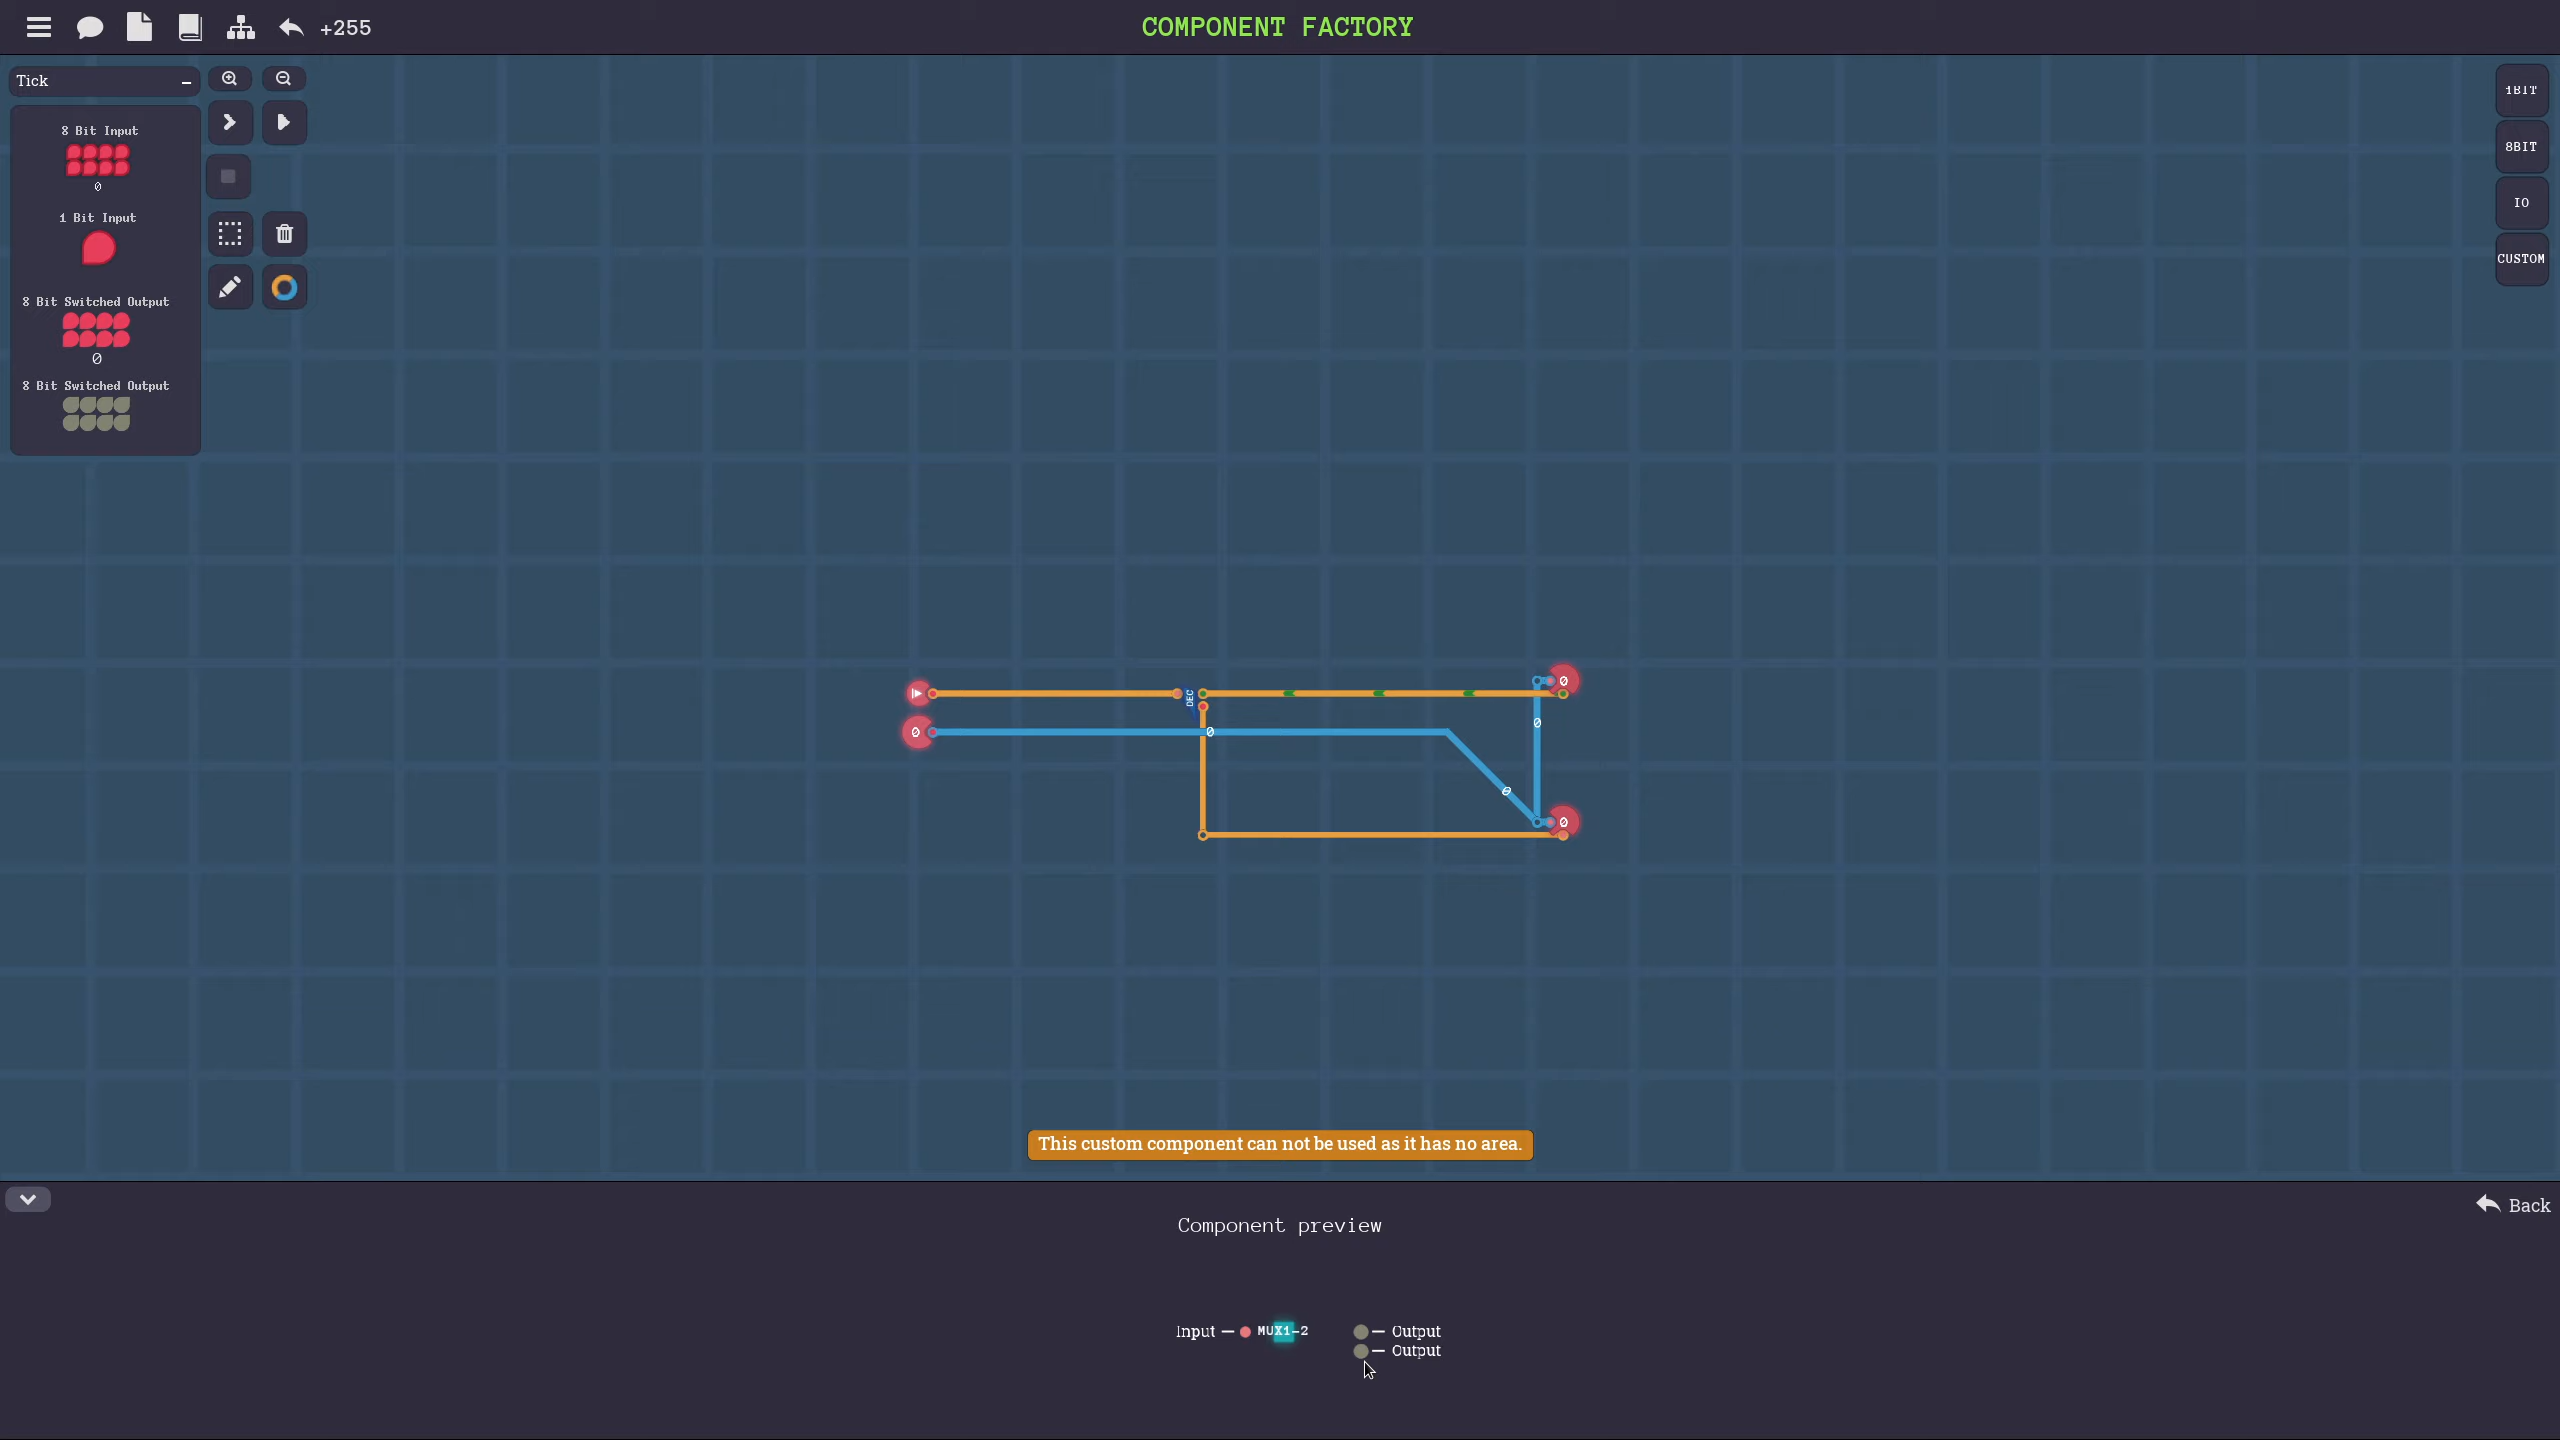 +255
COMPONENT FACTORY
Tick
8 Bit Input
0
1 Bit Input
8 Bit Switched Output
0
8 Bit Switched Output
1BIT
8BIT
IO
CUSTOM
0
DEC
0
0
0
0
0
This custom component can not be used as it has no area.
Back
Component preview
Input
MUX1-2
Output
Output